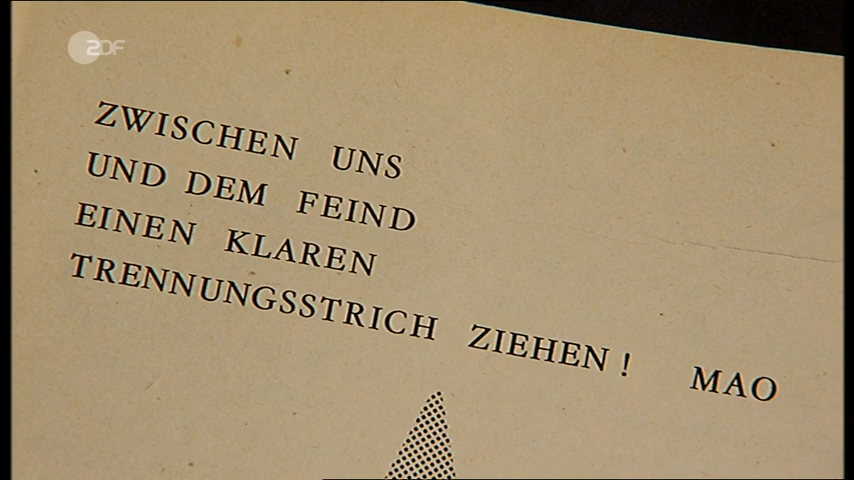 ZDF
ZWISCHEN UNS
UND DEM FEIND
EINEN KLAREN
TRENNUNGSSTRICH ZIEHEN! MAO